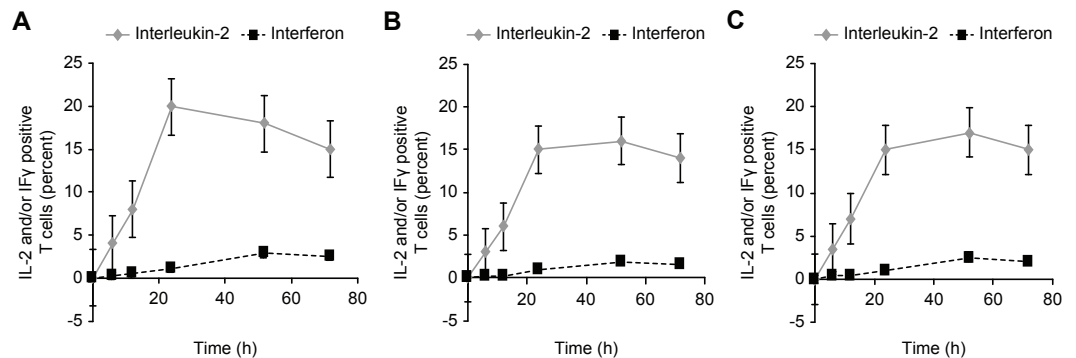 A
Interleukin-2 Interferon
IL-2 and/or IFγ positive
T cells (percent)
25
20
15
10
5
0
-5
20 40 60 80
Time (h)
B
Interleukin-2 Interferon
IL-2 and/or IFγ positive
T cells (percent)
25
20
15
10
5
0
-5
20 40 60 80
Time (h)
C
Interleukin-2 Interferon
IL-2 and/or IFγ positive
T cells (percent)
25
20
15
10
5
0
-5
20 40 60 80
Time (h)